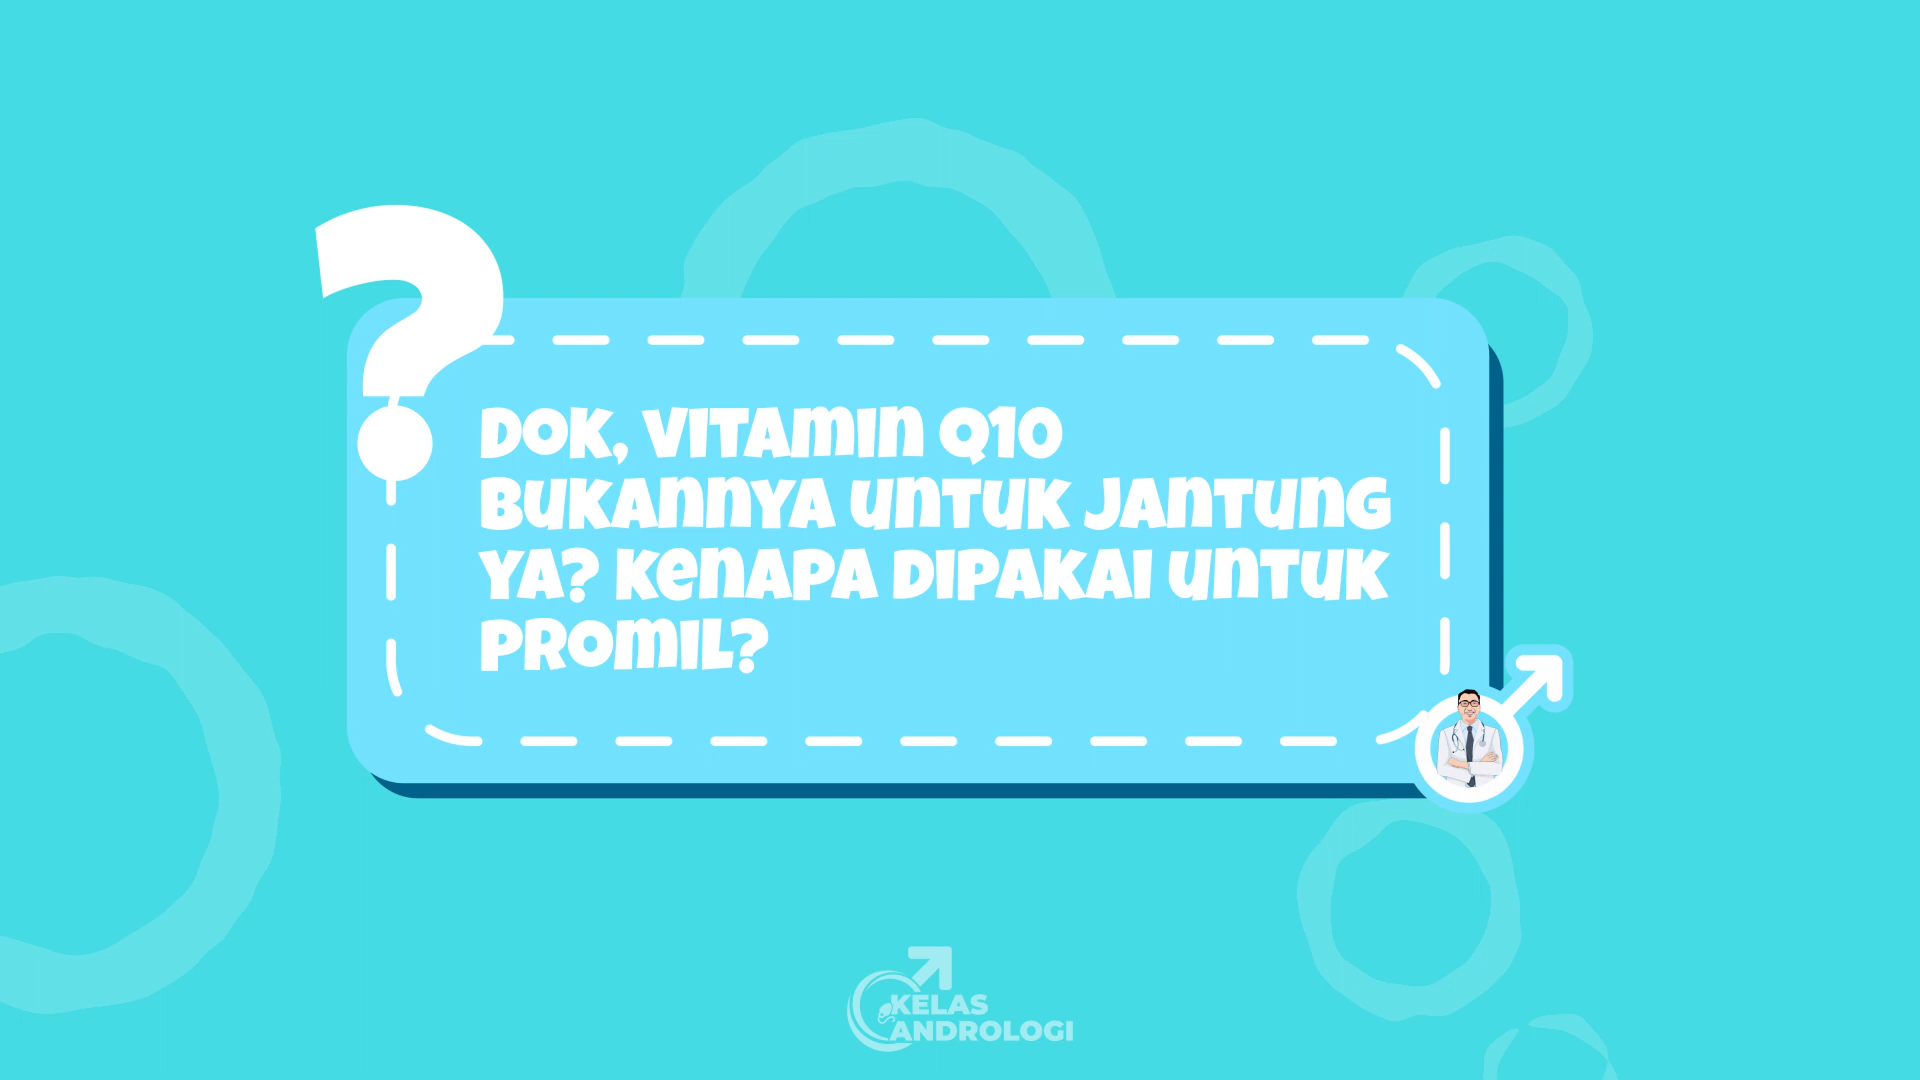 DOK, VITAMIN Q10
BUKANNYA UNTUK JANTUNG
YA? KENAPA DIPAKAI UNTUK
PROMIL?
KELAS
ANDROLOGI